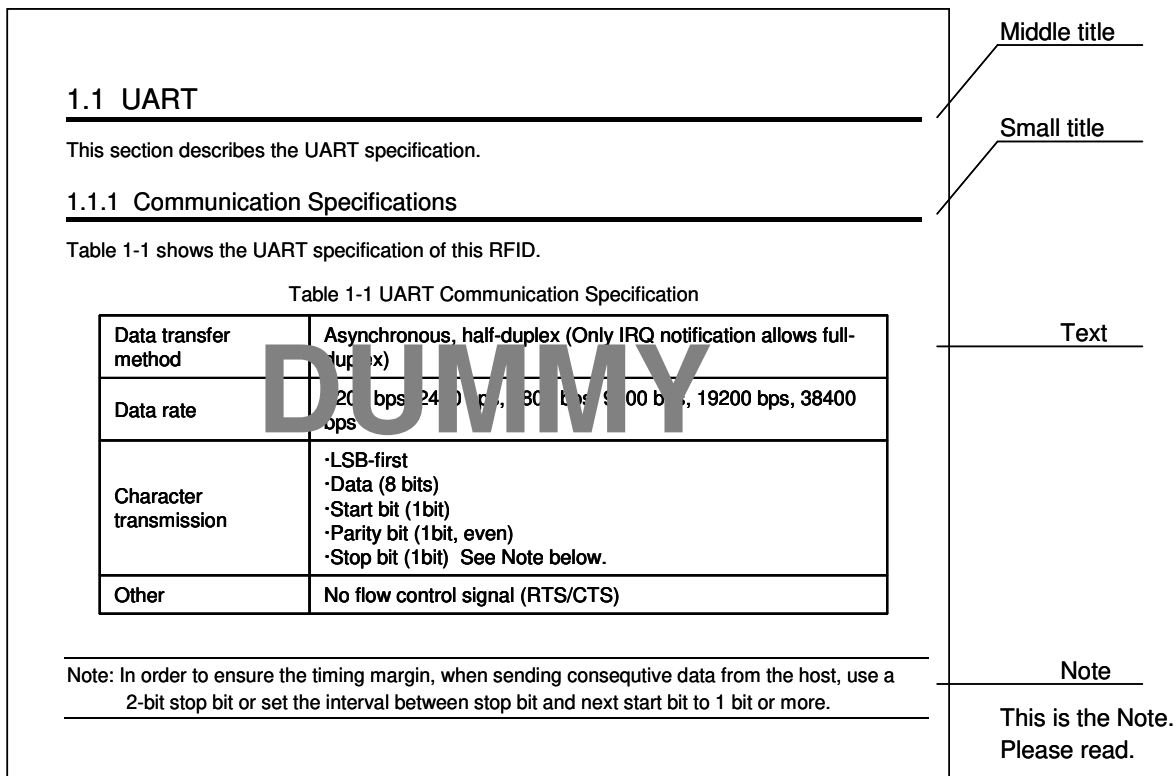 Middle title
1.1 UART
Small title
This section describes the UART specification.
1.1.1 Communication Specifications
Table 1-1 shows the UART specification of this RFID.
Table 1-1 UART Communication Specification
Data transfer
method
Asynchronous, half-duplex (Only IRQ notification allows full-
duplex)
Text
DUMMY
Data rate
bps, 19200 bps, 38400
bps
Character
transmission
·LSB-first
·Data (8 bits)
·Start bit (1bit)
·Parity bit (1bit, even)
·Stop bit (1bit) See Note below.
Other
No flow control signal (RTS/CTS)
Note: In order to ensure the timing margin, when sending consequtive data from the host, use a
2-bit stop bit or set the interval between stop bit and next start bit to 1 bit or more.
Note
This is the Note.
Please read.